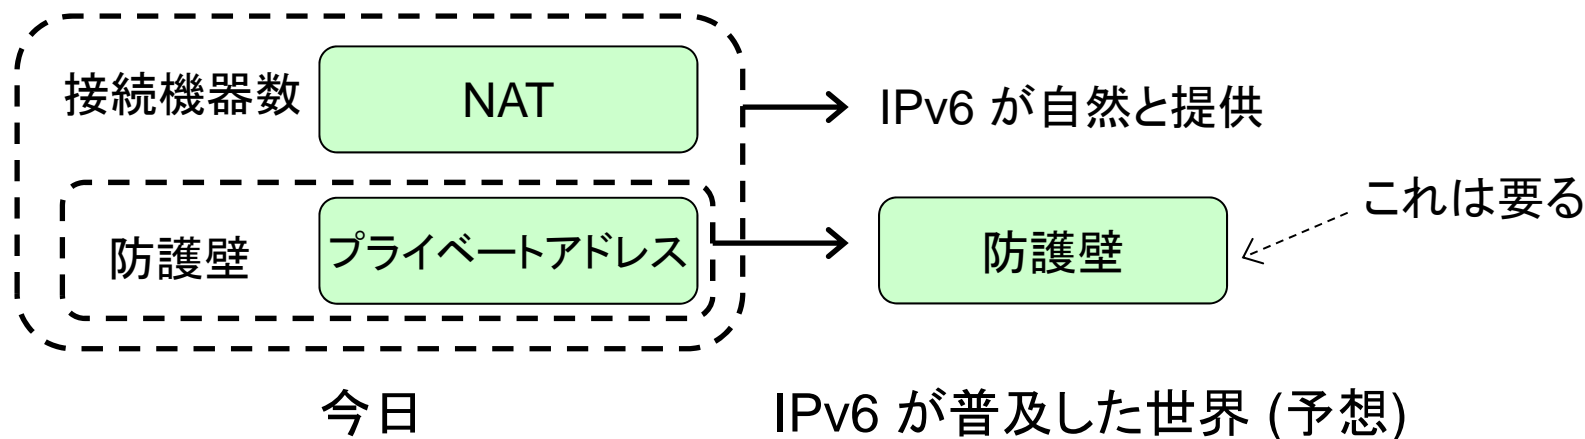 接続機器数
NAT
IPv6 が自然と提供
これは要る
防護壁
プライベートアドレス
防護壁
今日
IPv6 が普及した世界 (予想)